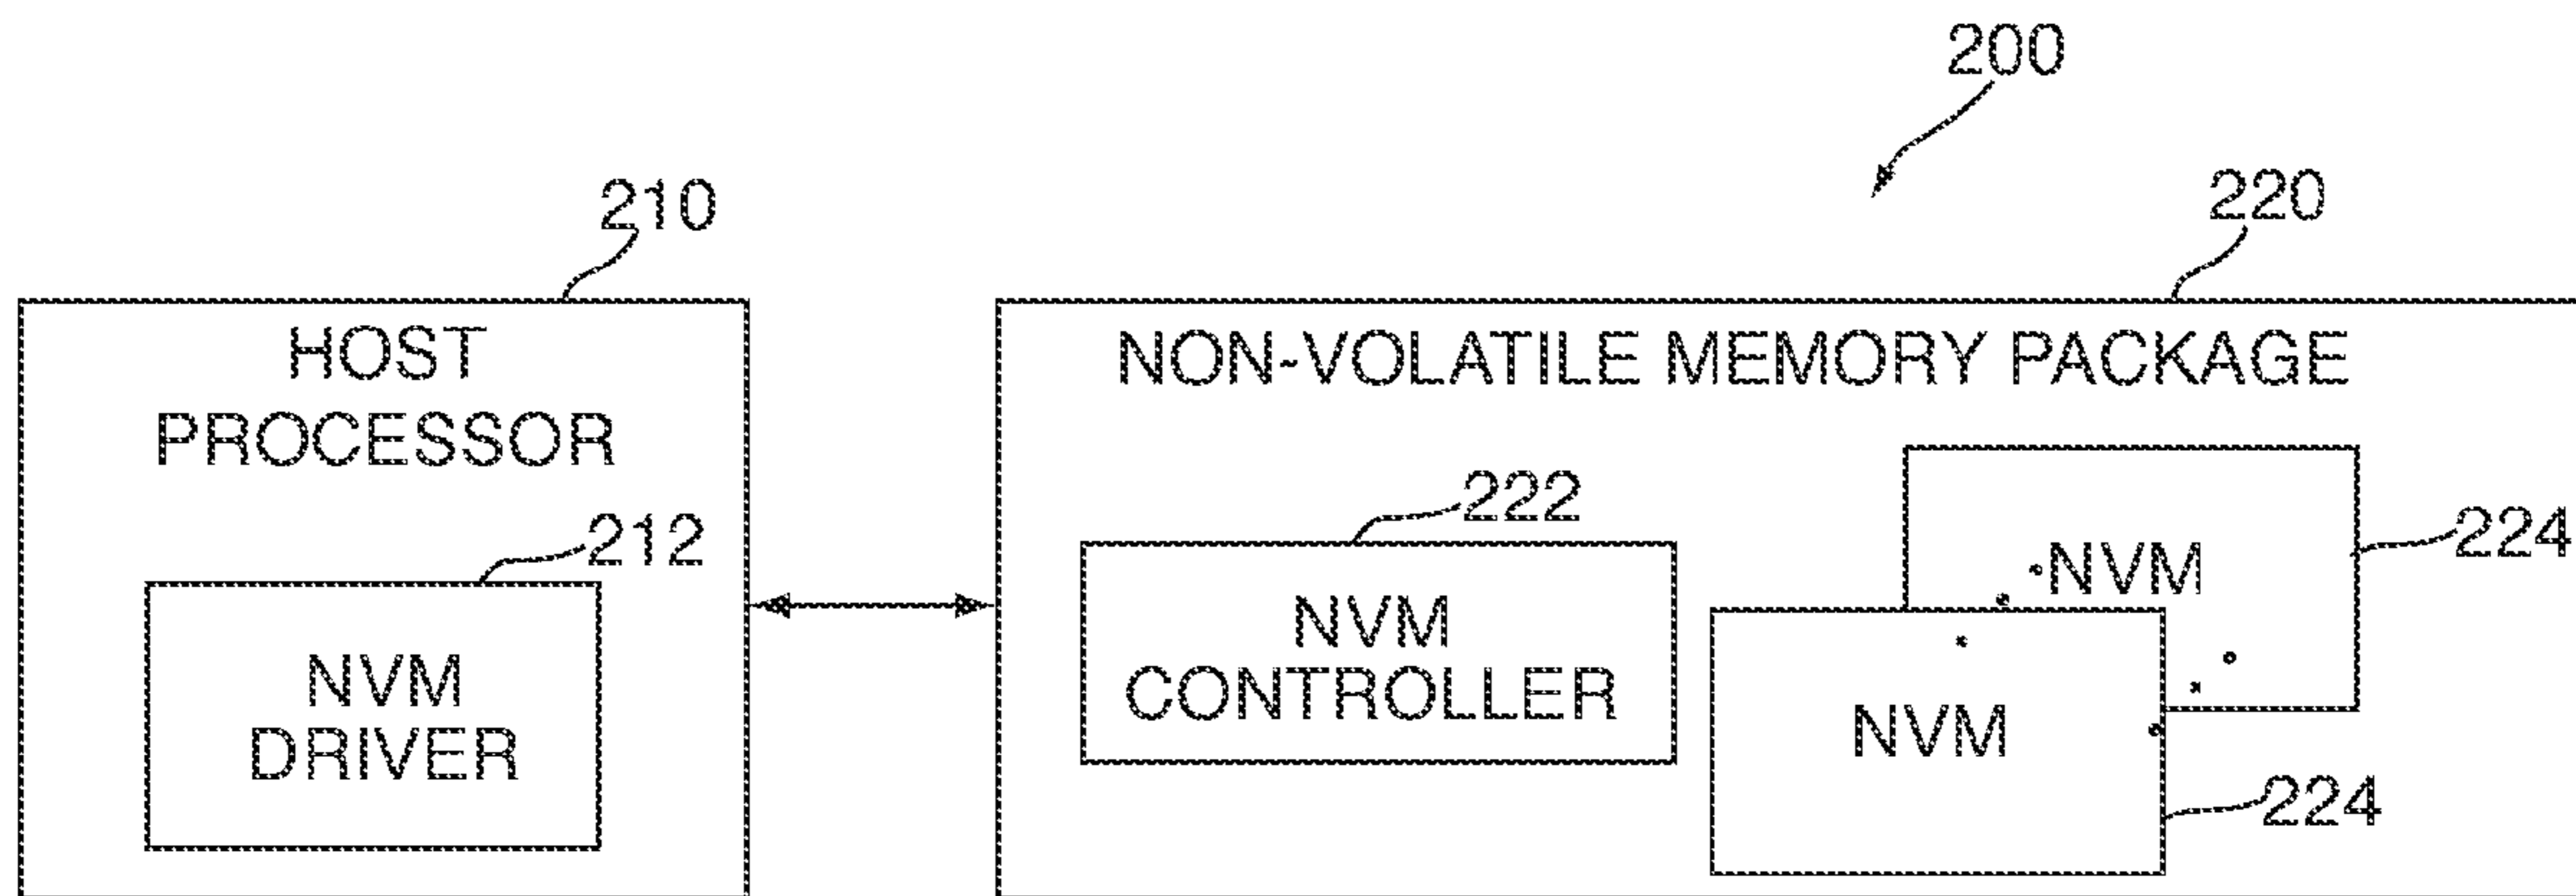 200
210
220
HOST
PROCESSOR
NON-VOLATILE MEMORY PACKAGE
212
NVM
DRIVER
222
NVM
CONTROLLER
NVM
224
NVM
224